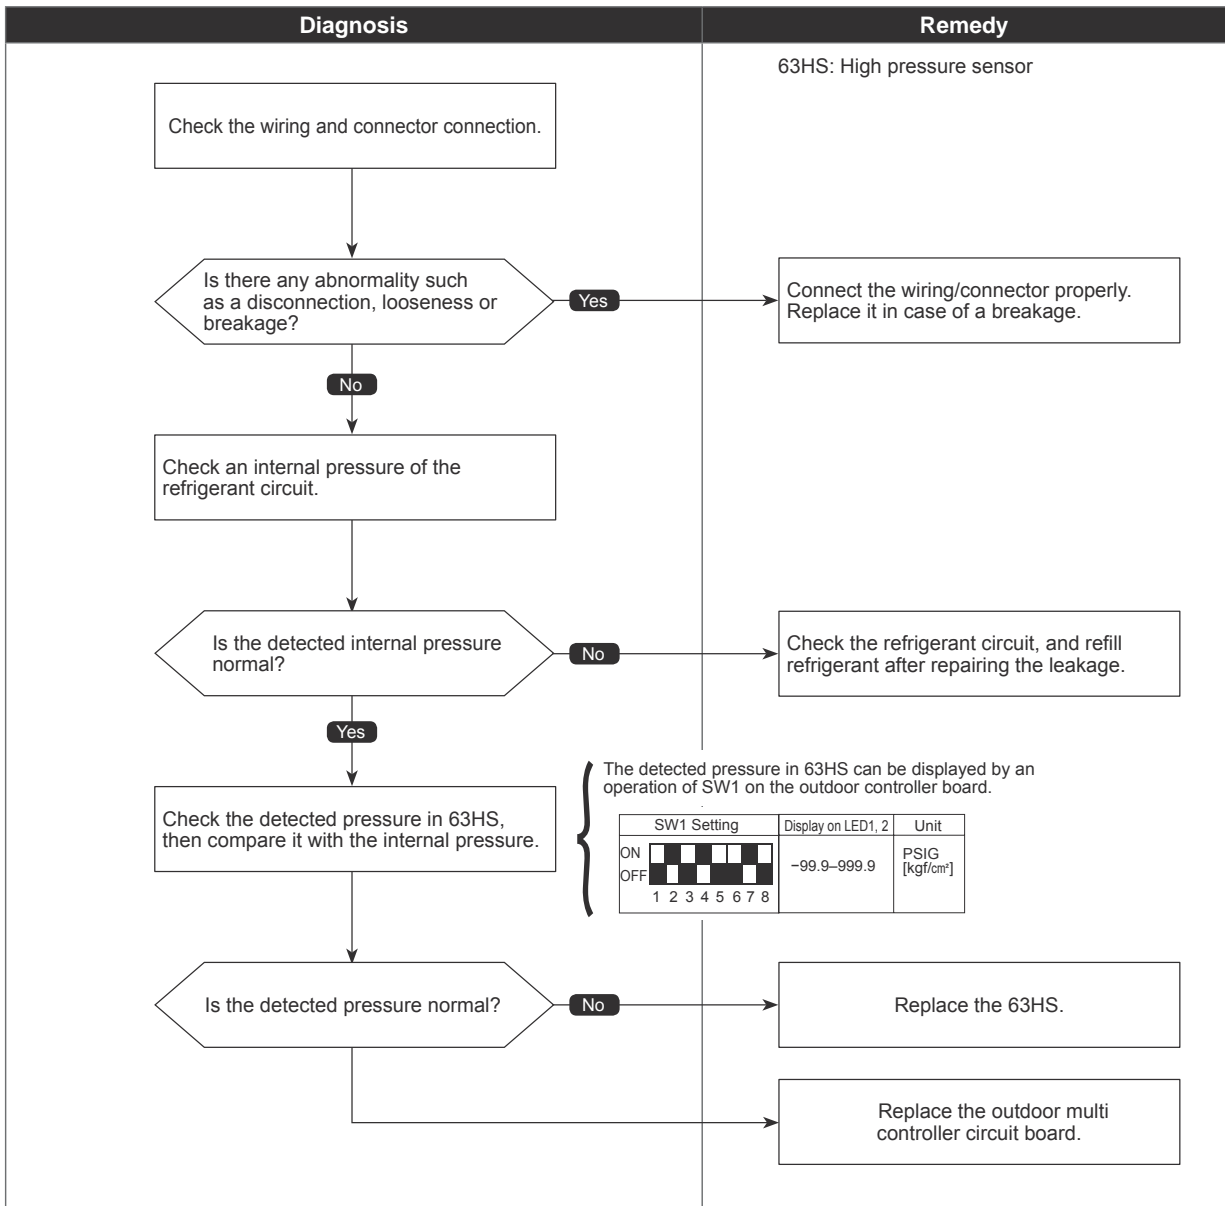 Diagnosis
Remedy
63HS: High pressure sensor
Check the wiring and connector connection.
Is there any abnormality such
as a disconnection, looseness or
breakage?
Yes
Connect the wiring/connector properly.
Replace it in case of a breakage.
No
Check an internal pressure of the
refrigerant circuit.
Is the detected internal pressure
normal?
No
Check the refrigerant circuit, and refill
refrigerant after repairing the leakage.
Yes
Check the detected pressure in 63HS,
then compare it with the internal pressure.
The detected pressure in 63HS can be displayed by an
operation of SW1 on the outdoor controller board.
SW1 Setting
Display on LED1, 2
Unit
ON
OFF
1 2 3 4 5 6 7 8
−99.9–999.9
PSIG
[kgf/cm²]
Is the detected pressure normal?
No
Replace the 63HS.
Replace the outdoor multi
controller circuit board.